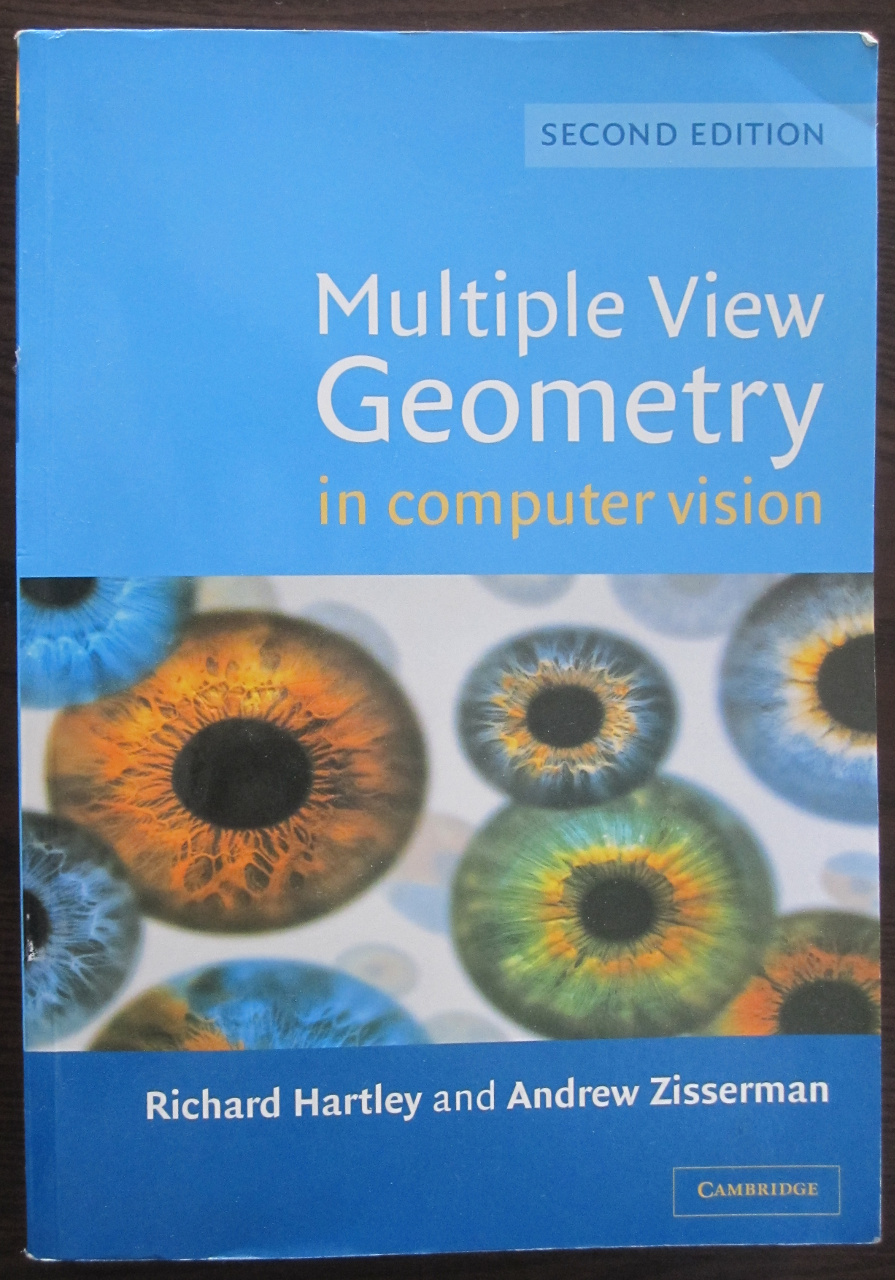 SECOND EDITION
Multiple View
Geometry
in computer vision
Richard Hartley and Andrew Zisserman
CAMBRIDGE